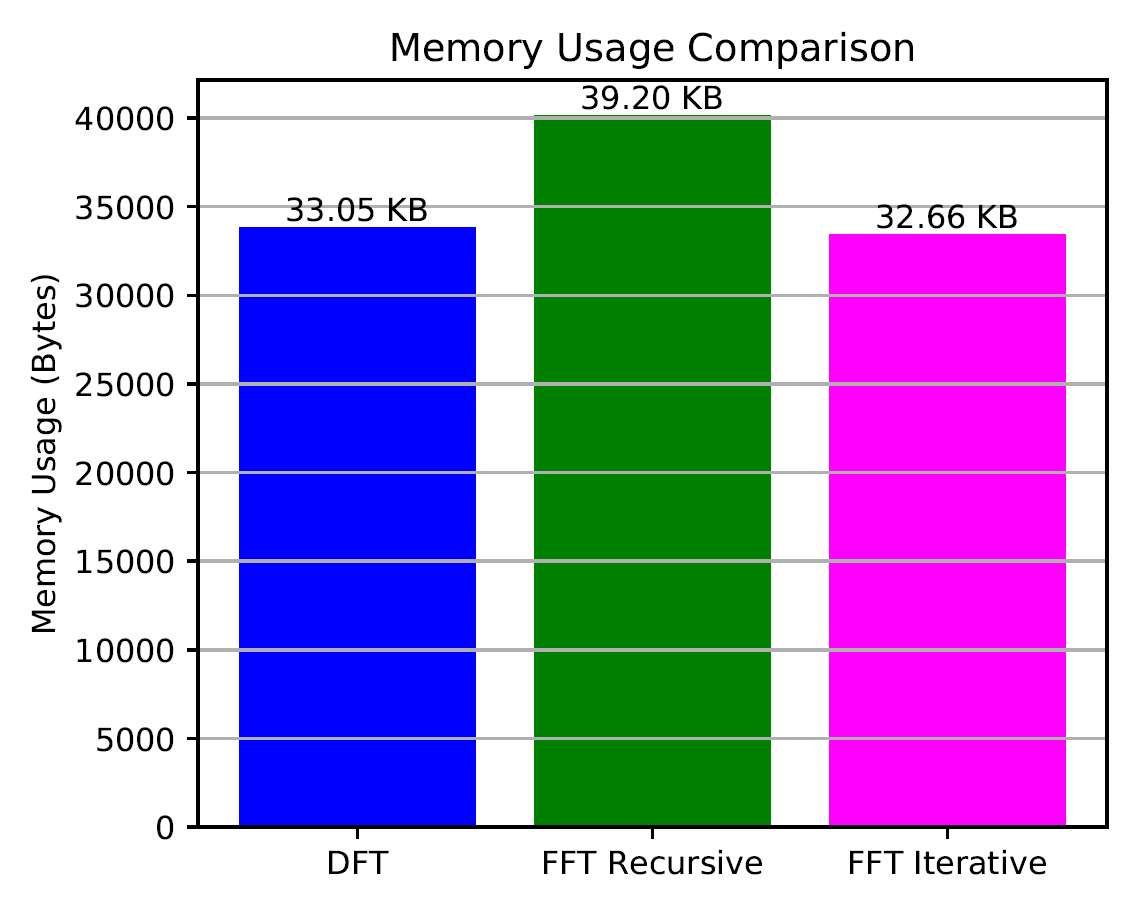 Memory Usage Comparison
Memory Usage (Bytes)
40000
35000
30000
25000
20000
15000
10000
5000
0
33.05 KB
39.20 KB
32.66 KB
DFT
FFT Recursive
FFT Iterative